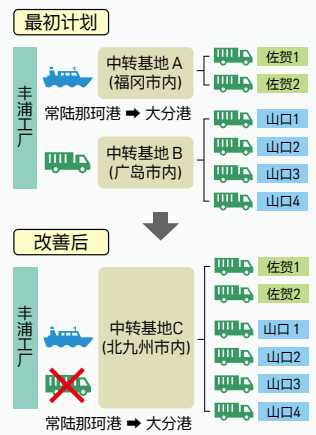 最初计划
丰浦工厂
中转基地A
(福冈市内)
佐贺1
佐贺2
常陆那珂港 ➡ 大分港
中转基地B
(广岛市内)
山口1
山口2
山口3
山口4
改善后
丰浦工厂
中转基地C
(北九州市内)
佐贺1
佐贺2
山口1
山口2
山口3
山口4
常陆那珂港 ➡ 大分港